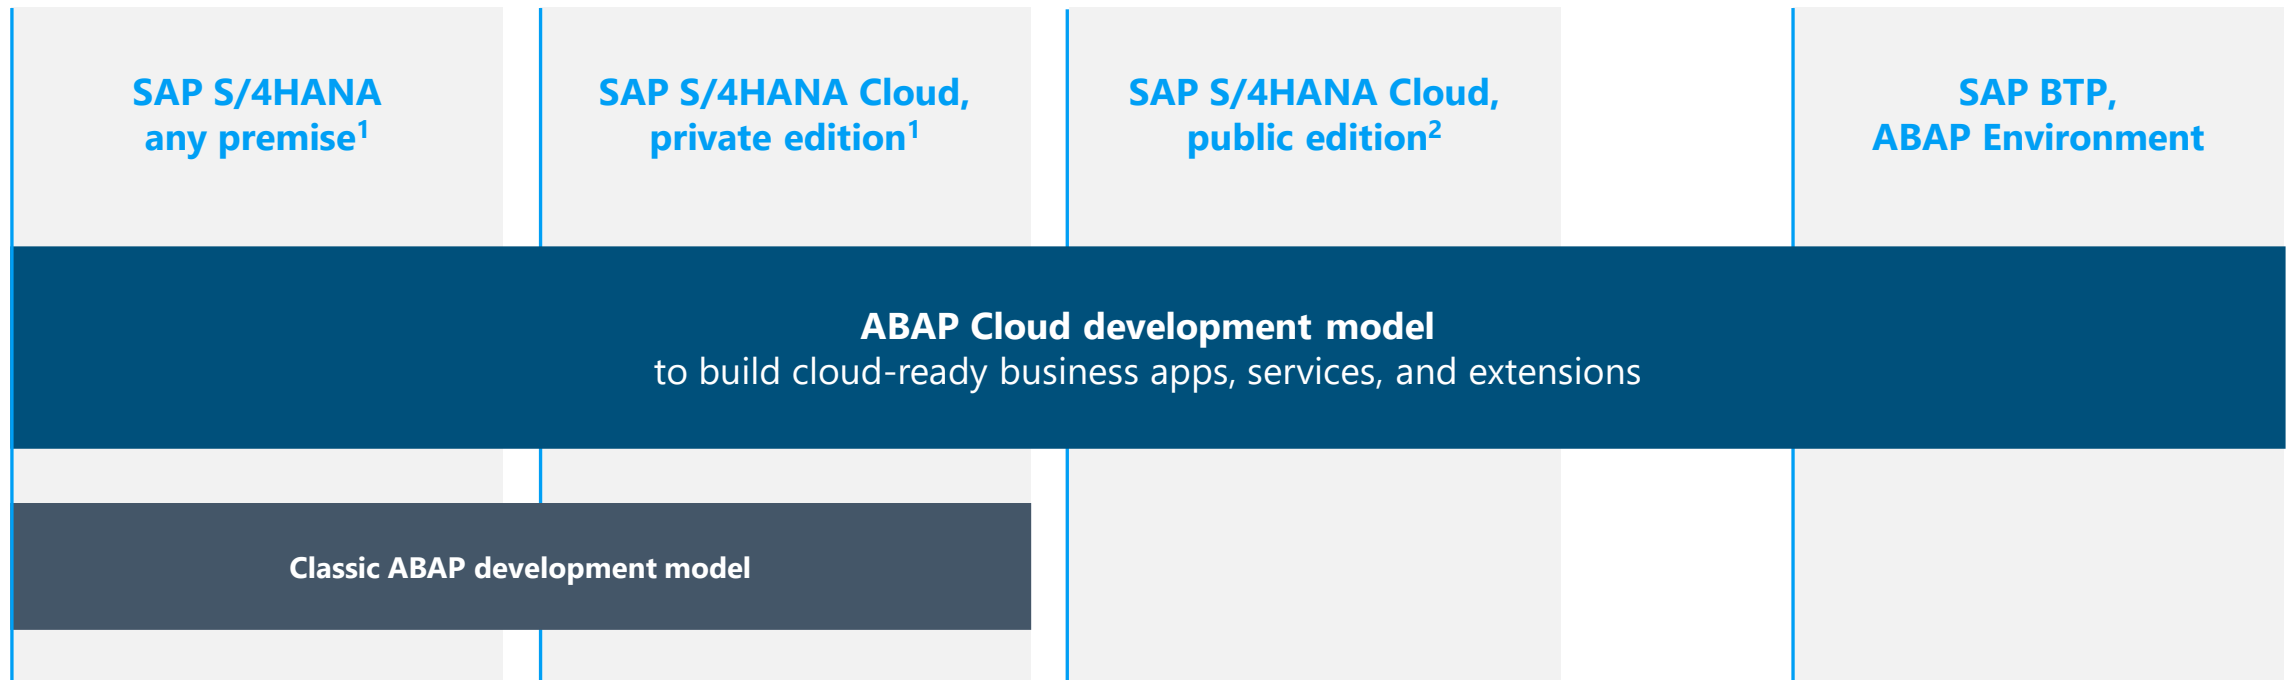 SAP S/4HANA
any premise¹
SAP S/4HANA Cloud,
private edition¹
SAP S/4HANA Cloud,
public edition²
SAP BTP,
ABAP Environment
ABAP Cloud development model
to build cloud-ready business apps, services, and extensions
Classic ABAP development model